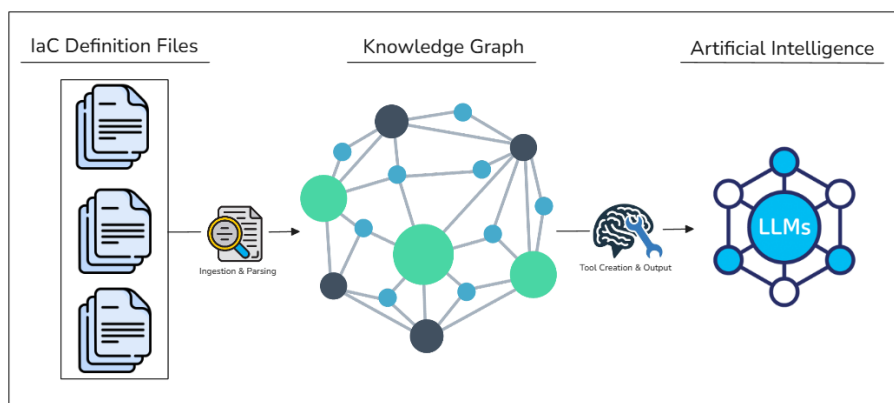 IaC Definition Files
Knowledge Graph
Artificial Intelligence
Ingestion & Parsing
Tool Creation & Output
LLMs